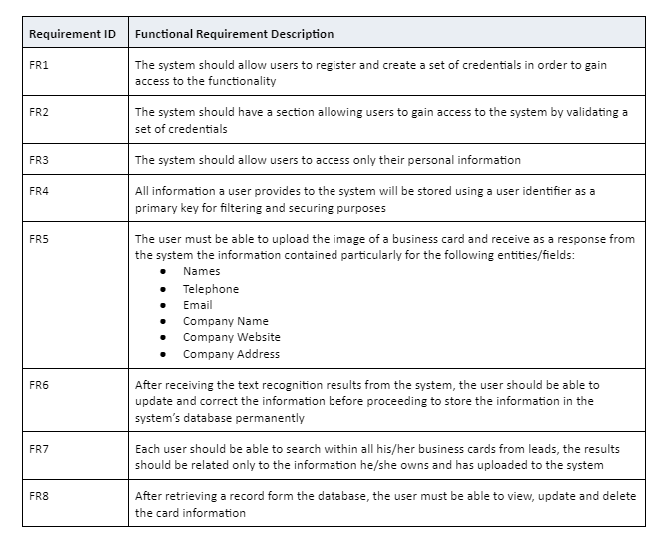 Requirement ID Functional Requirement Description
FR1 The system should allow users to register and create a set of credentials in order to gain
access to the functionality
FR2 The system should have a section allowing users to gain access to the system by validating a
set of credentials
FR3 The system should allow users to access only their personal information
FR4 All information a user provides to the system will be stored using a user identifier as a
primary key for filtering and securing purposes
FR5 The user must be able to upload the image of a business card and receive as a response from
the system the information contained particularly for the following entities/fields:
● Names
● Telephone
● Email
● Company Name
● Company Website
● Company Address
FR6 After receiving the text recognition results from the system, the user should be able to
update and correct the information before proceeding to store the information in the
system's database permanently
FR7 Each user should be able to search within all his/her business cards from leads, the results
should be related only to the information he/she owns and has uploaded to the system
FR8 After retrieving a record form the database, the user must be able to view, update and delete
the card information